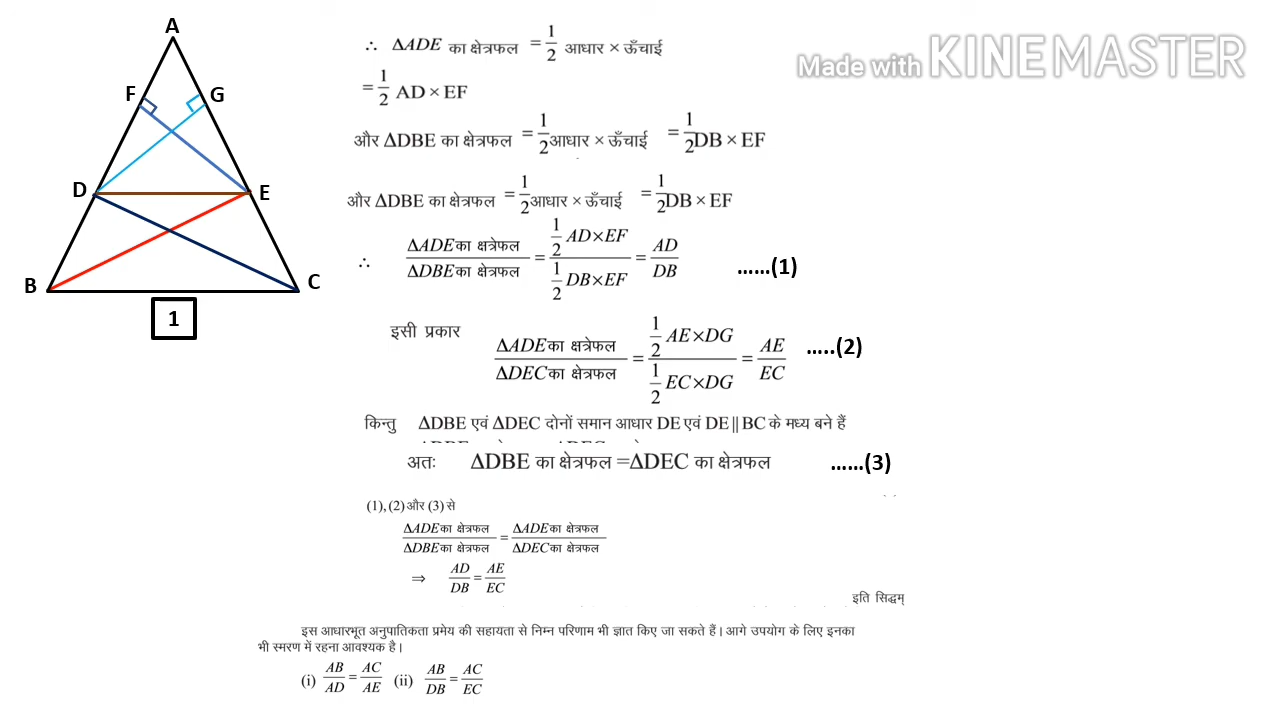 Made with KINEMASTER
A
F G
D E
B C
1
∴ ΔADE का क्षेत्रफल = 1/2 आधार × ऊँचाई
= 1/2 AD × EF
और ΔDBE का क्षेत्रफल = 1/2 आधार × ऊँचाई = 1/2 DB × EF
और ΔDBE का क्षेत्रफल = 1/2 आधार × ऊँचाई = 1/2 DB × EF
∴ ΔADE का क्षत्रेफल / ΔDBE का क्षेत्रफल = 1/2 AD×EF / 1/2 DB×EF = AD/DB ......(1)
इसी प्रकार
ΔADE का क्षत्रेफल / ΔDEC का क्षेत्रफल = 1/2 AE×DG / 1/2 EC×DG = AE/EC .....(2)
किन्तु ΔDBE एवं ΔDEC दोनों समान आधार DE एवं DE || BC के मध्य बने हैं
अतः ΔDBE का क्षेत्रफल =ΔDEC का क्षेत्रफल ......(3)
(1), (2) और (3) से
ΔADE का क्षेत्रफल / ΔDBE का क्षेत्रफल = ΔADE का क्षेत्रफल / ΔDEC का क्षेत्रफल
⇒ AD/DB = AE/EC
इति सिद्धम्
इस आधारभूत अनुपातिकता प्रमेय की सहायता से निम्न परिणाम भी ज्ञात किए जा सकते हैं। आगे उपयोग के लिए इनका
भी स्मरण में रहना आवश्यक है।
(i) AB/AD = AC/AE (ii) AB/DB = AC/EC